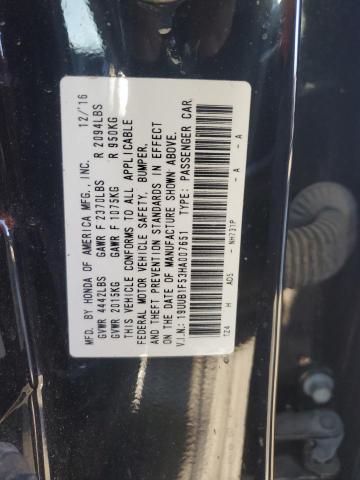 MFD. BY HONDA OF AMERICA MFG., INC. 12/'16
GVWR 4442LBS GAWR F 2370LBS R 2094LBS
GVWR 2015KG GAWR F 1075KG R 950KG
THIS VEHICLE CONFORMS TO ALL APPLICABLE
FEDERAL MOTOR VEHICLE SAFETY, BUMPER,
& THEFT PREVENTION STANDARDS IN EFFECT
ON THE DATE OF MANUFACTURE SHOWN ABOVE.
V.I.N.: 19UUB1F53HA007651 TYPE: PASSENGER CAR
124 H AD5 - NH731P - A - A